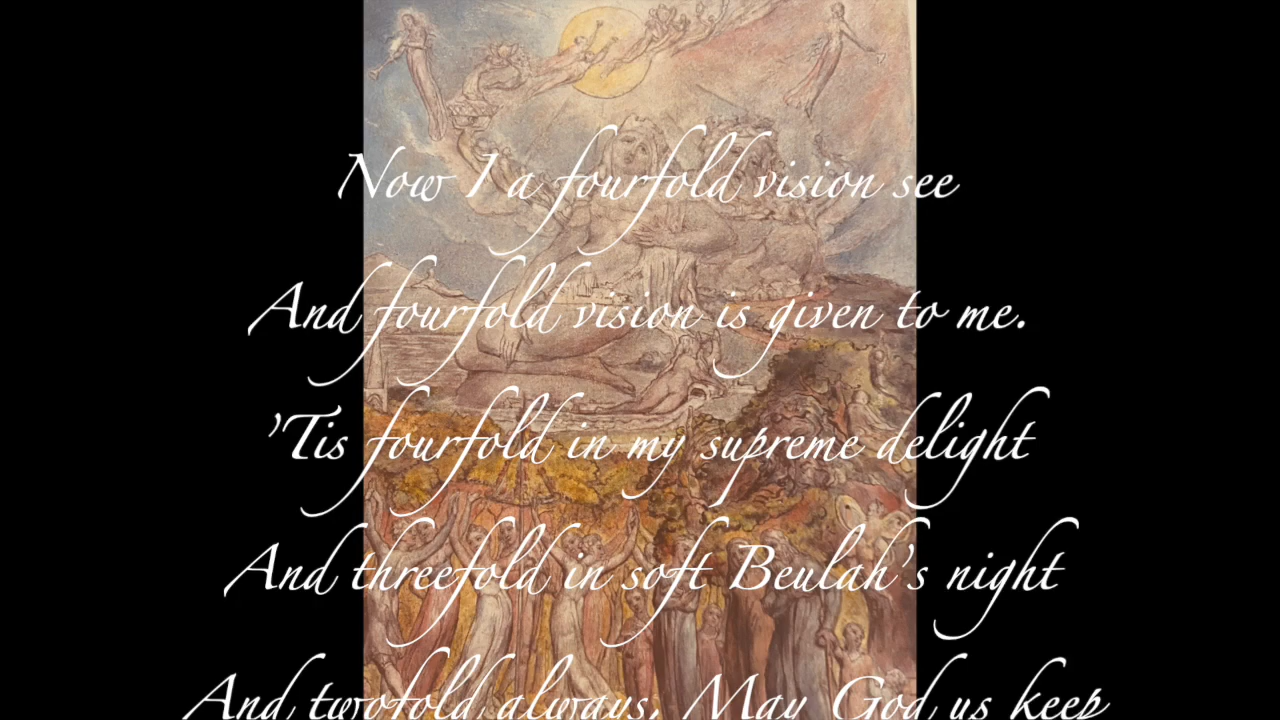 Now I a fourfold vision see
And fourfold vision is given to me.
’Tis fourfold in my supreme delight
And threefold in soft Beulah’s night
And twofold always. May God us keep